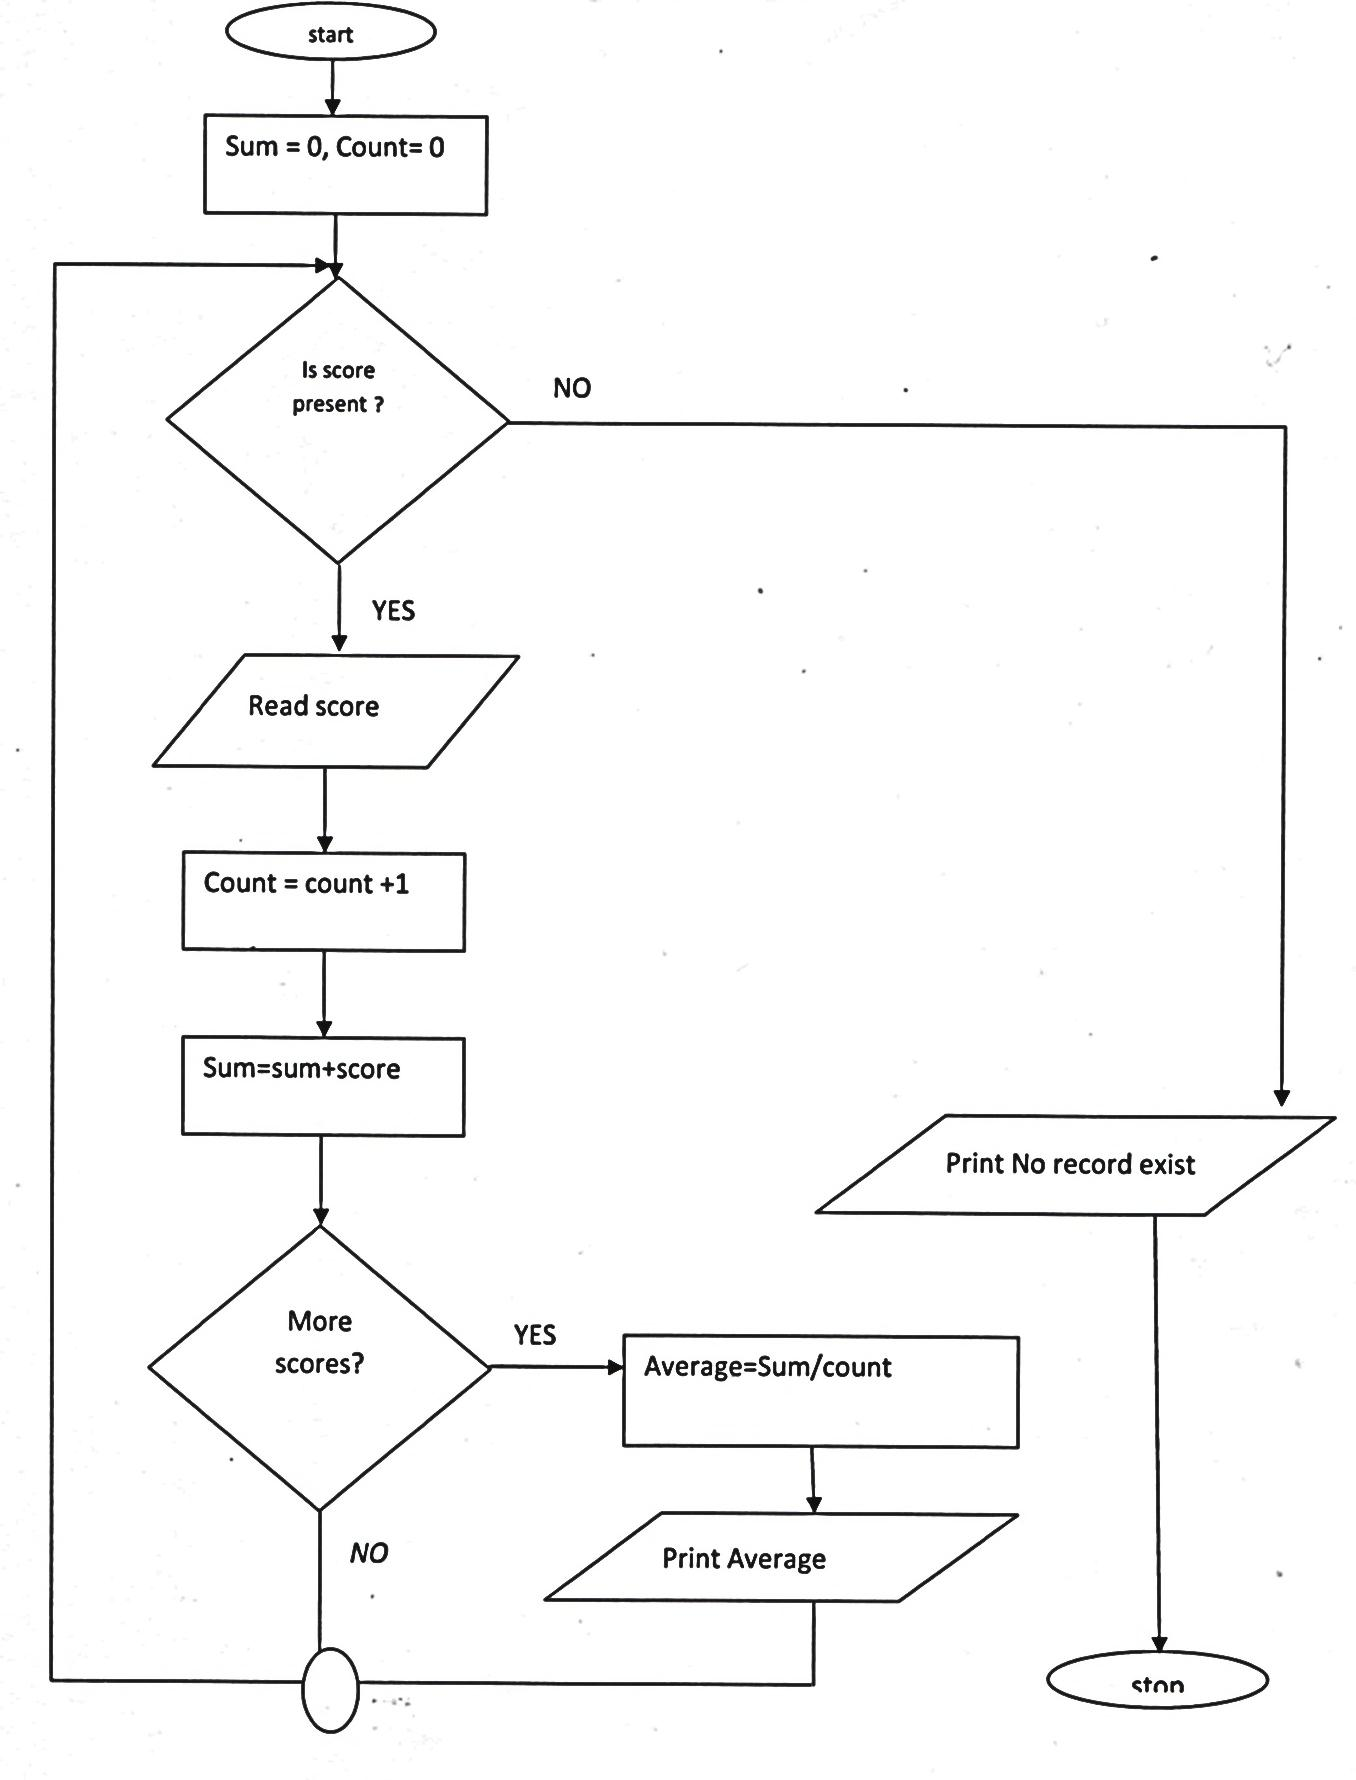 start
Sum = 0, Count= 0
Is score
present ?
NO
YES
Read score
Count = count +1
Sum=sum+score
Print No record exist
More
scores?
YES
Average=Sum/count
NO
Print Average
stop